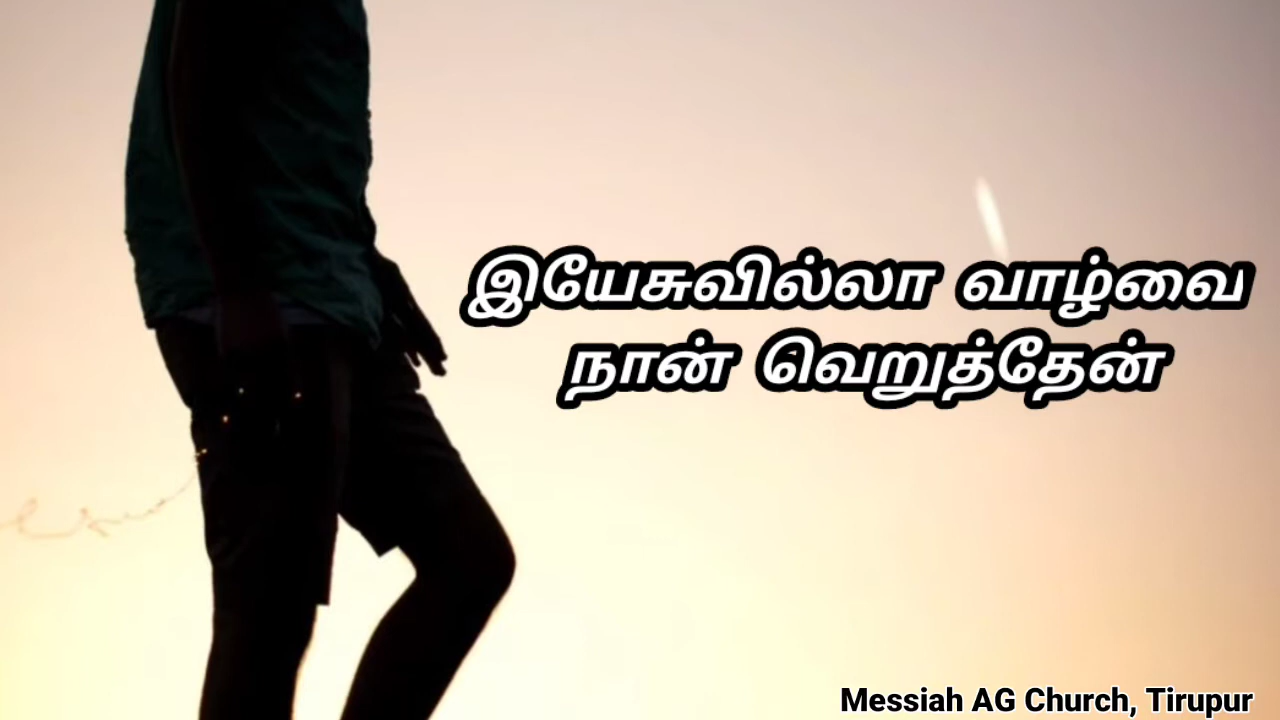 இயேசுவில்லா வாழ்வை
நான் வெறுத்தேன்
Messiah AG Church, Tirupur